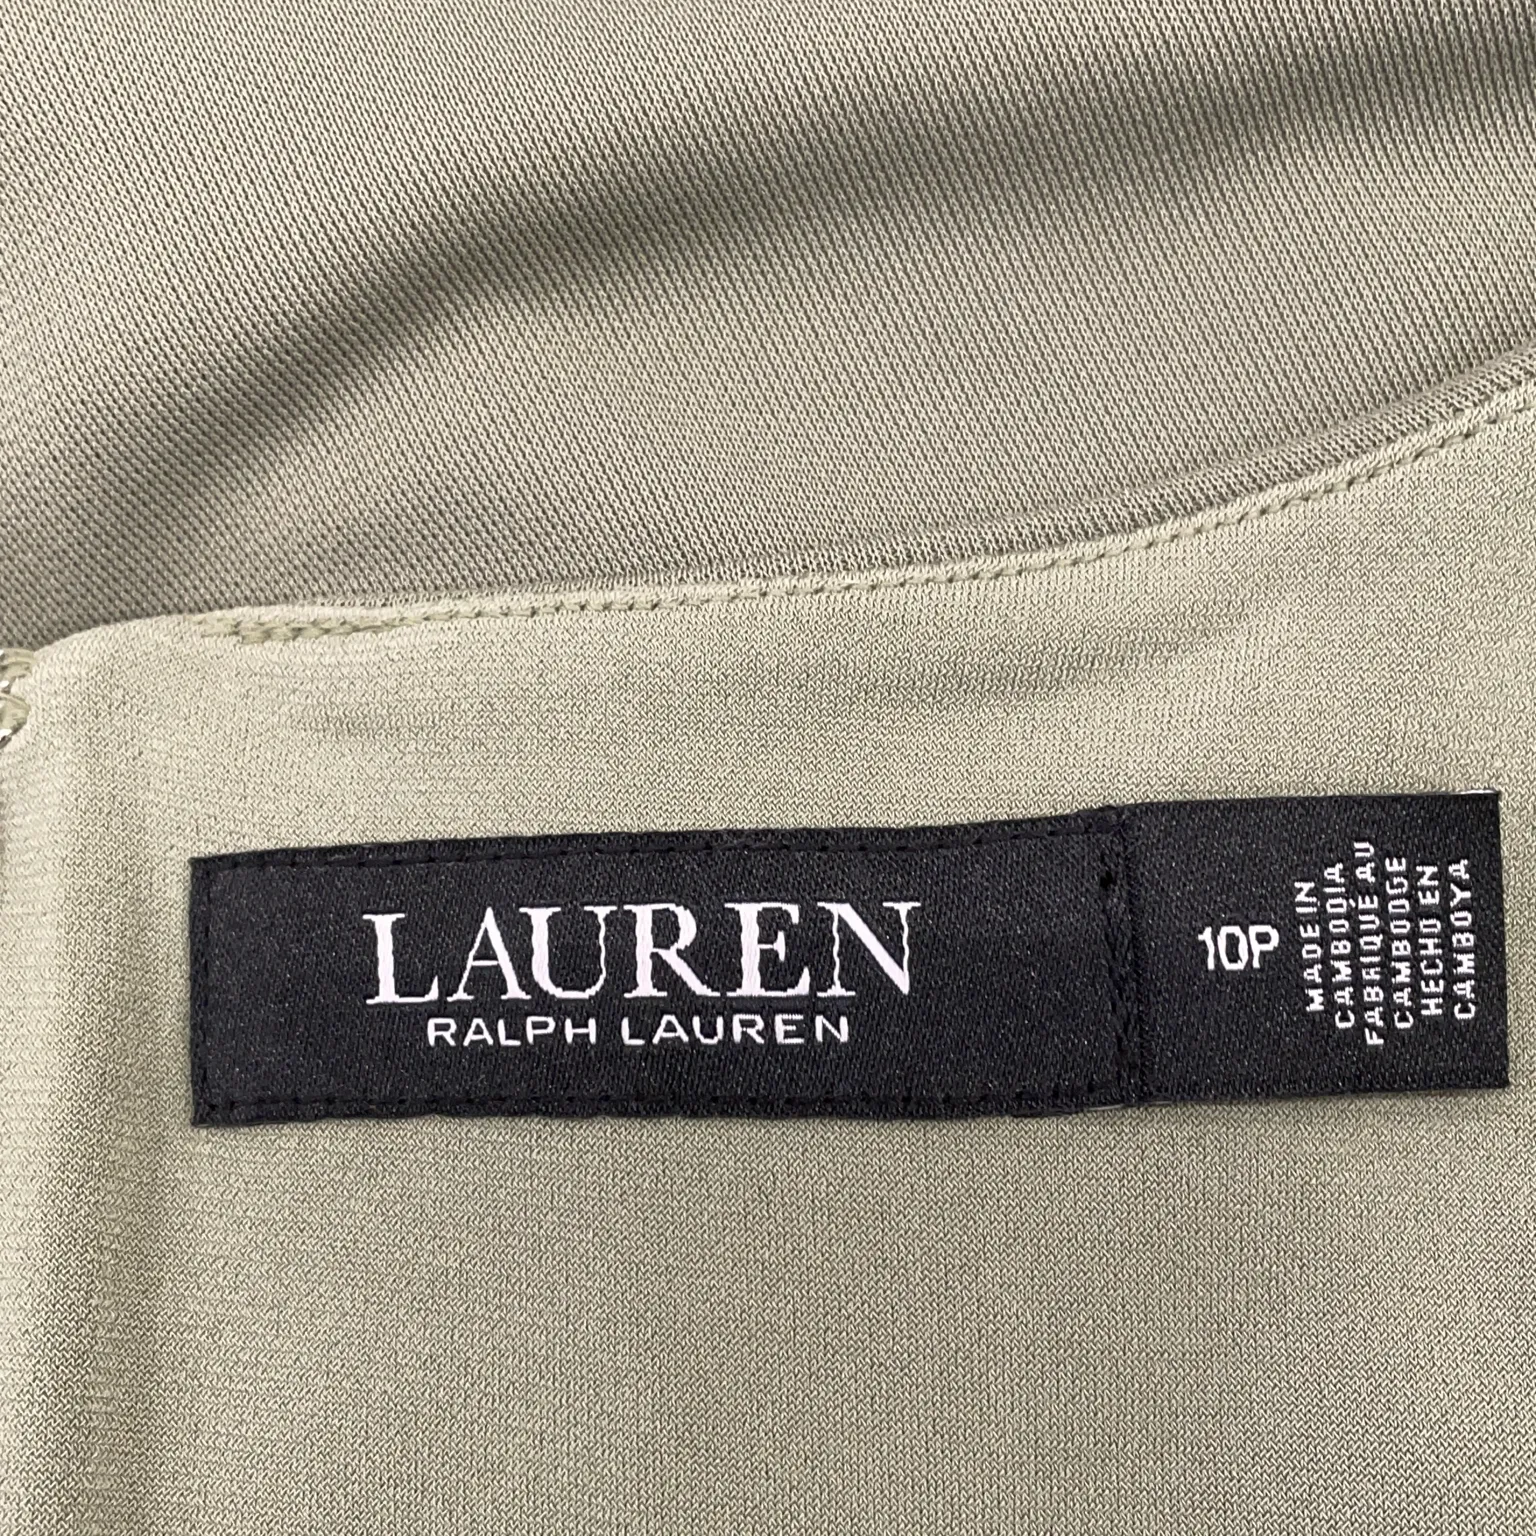 LAUREN
RALPH LAUREN
10P
MADE IN
CAMBODIA
FABRIQUÉ AU
CAMBODGE
HECHO EN
CAMBOYA